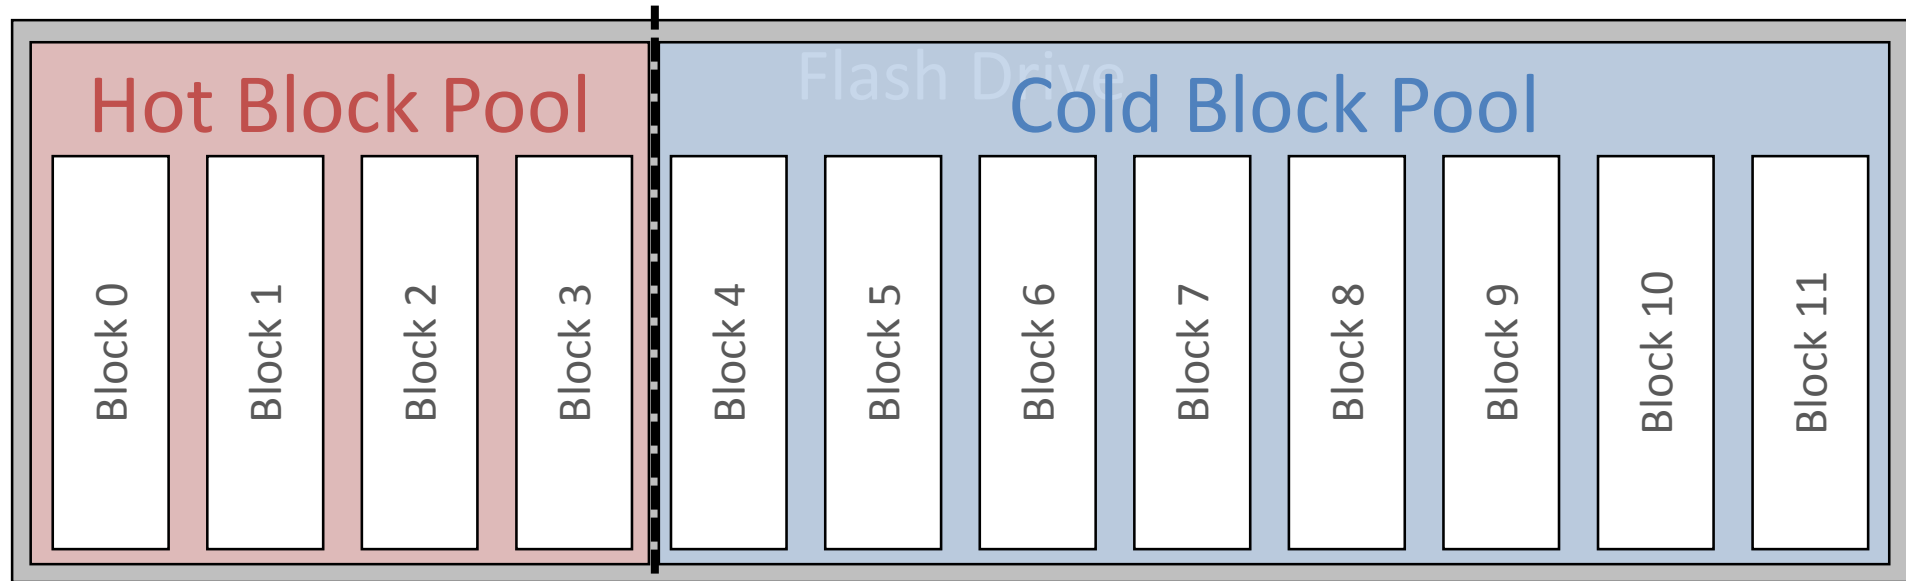 Flash Drive
Hot Block Pool
Cold Block Pool
Block 0
Block 1
Block 2
Block 3
Block 4
Block 5
Block 6
Block 7
Block 8
Block 9
Block 10
Block 11